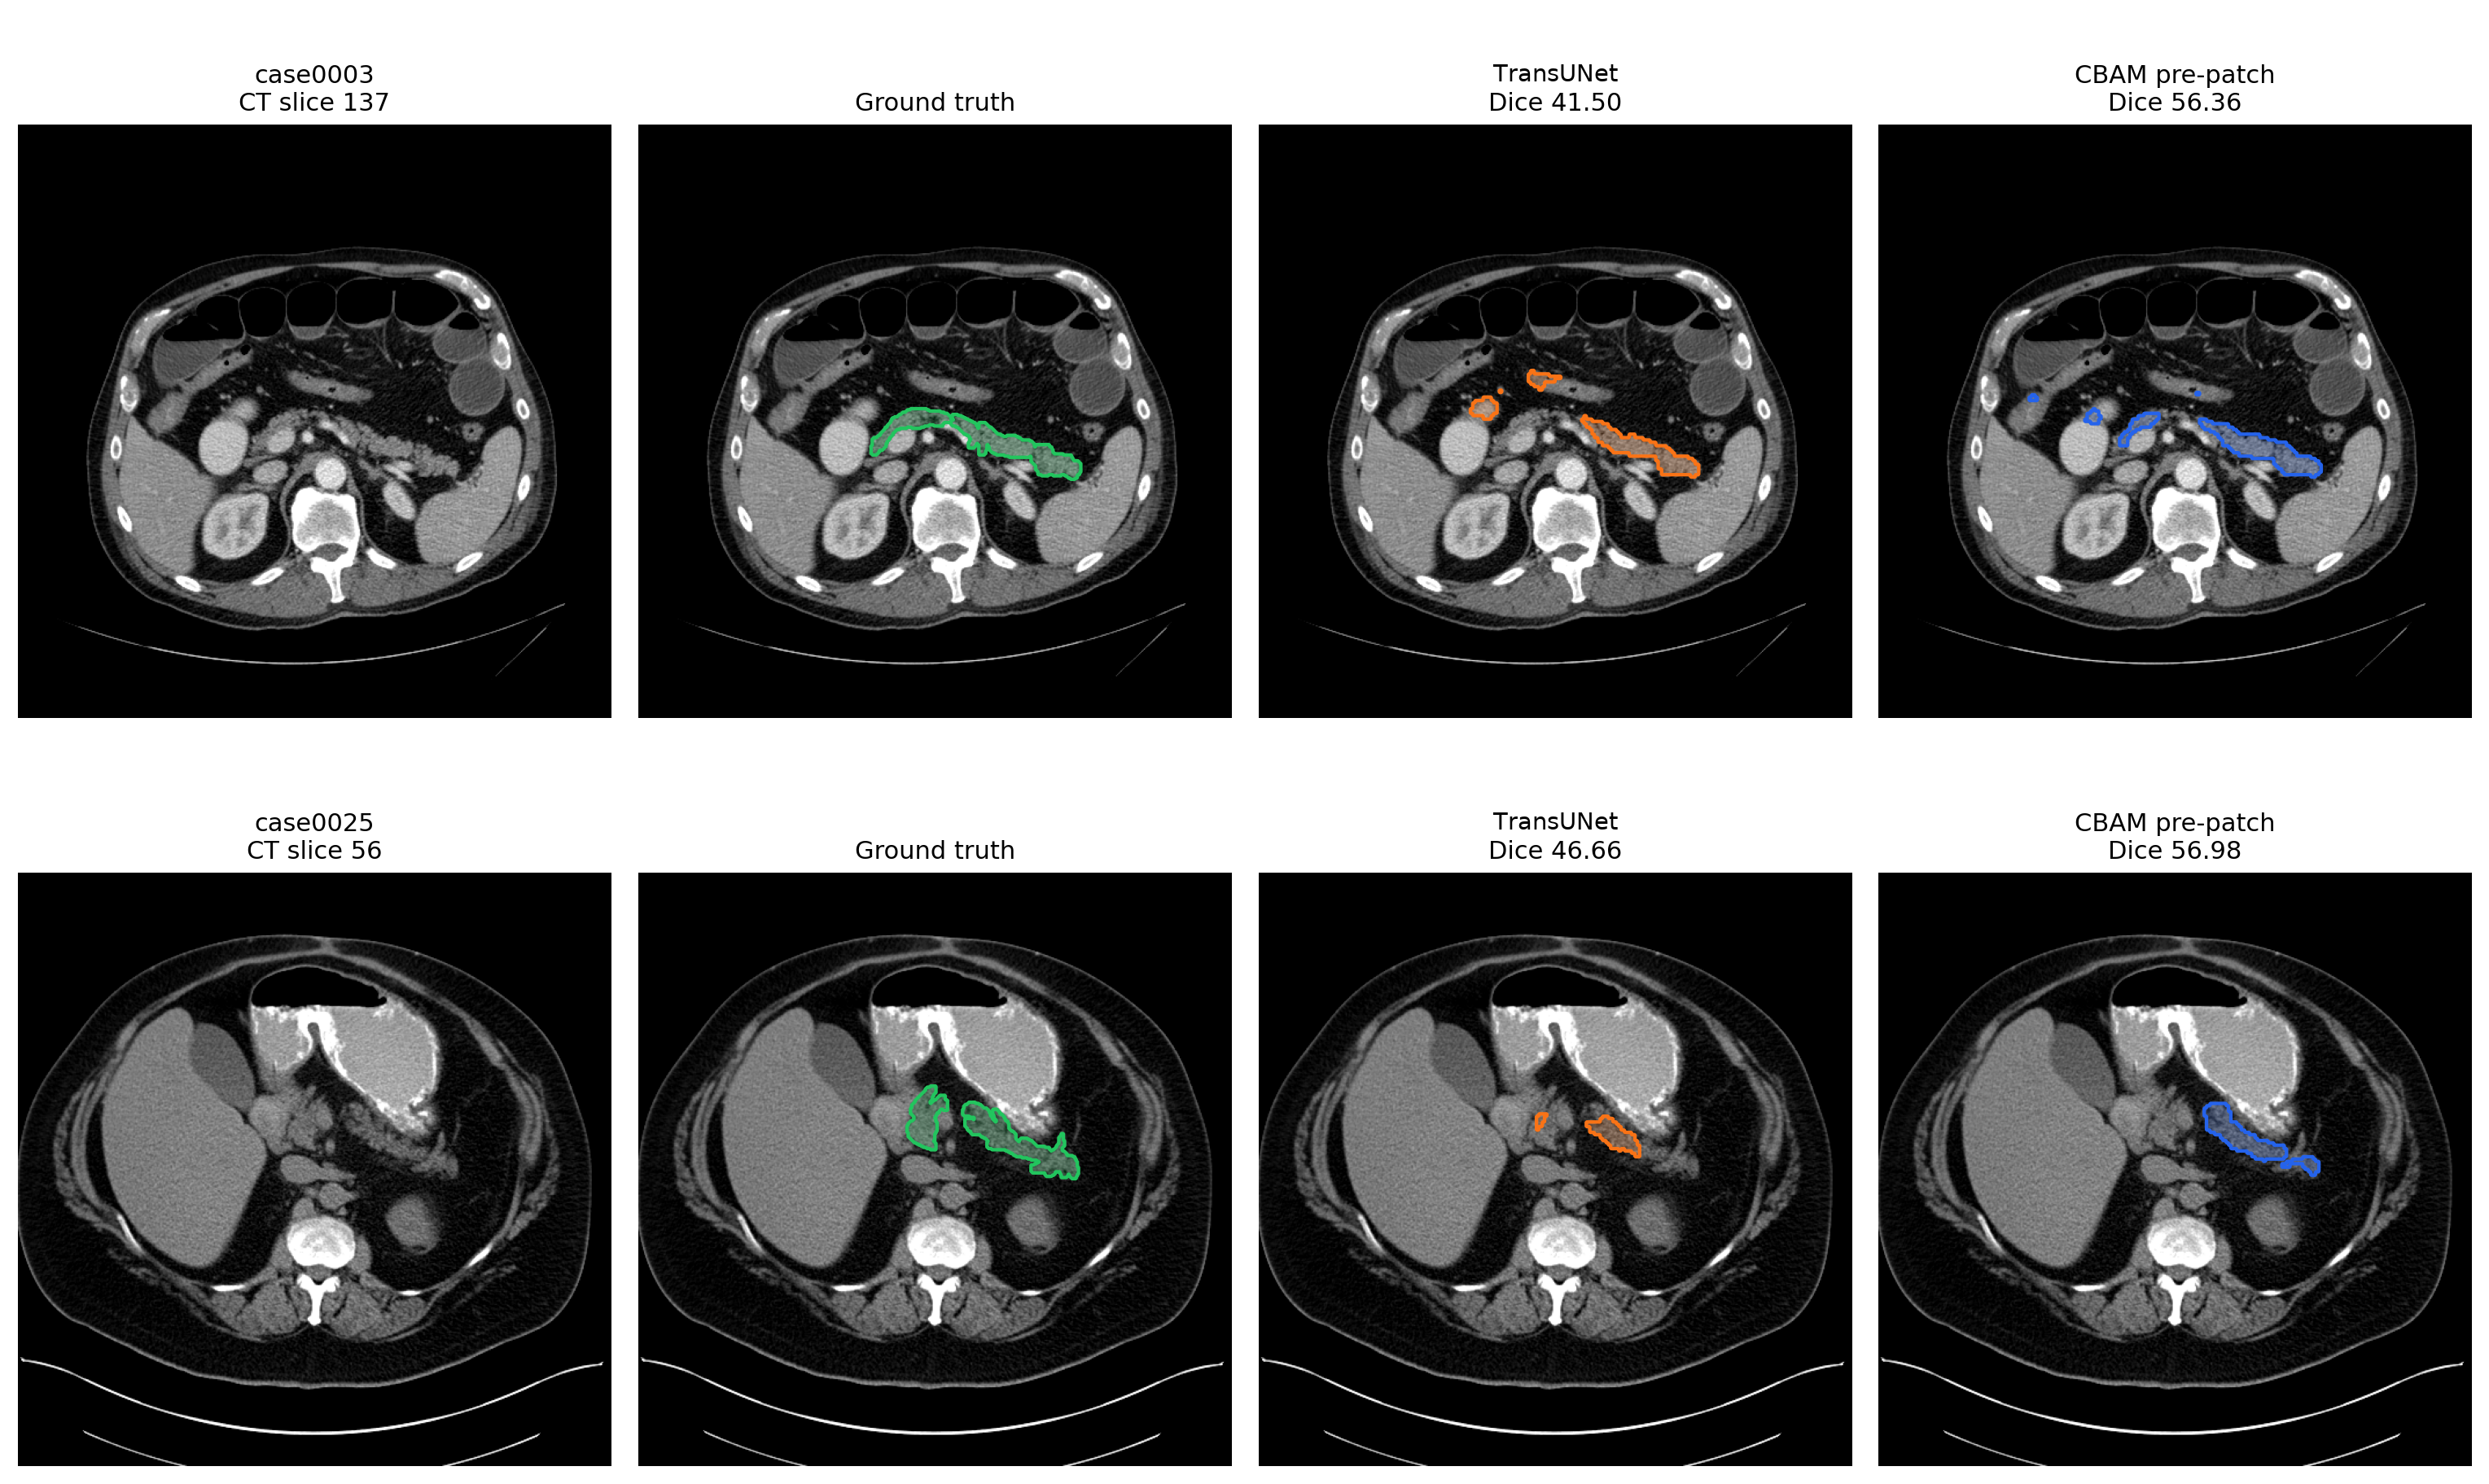 case0003
CT slice 137
Ground truth
TransUNet
Dice 41.50
CBAM pre-patch
Dice 56.36
case0025
CT slice 56
Ground truth
TransUNet
Dice 46.66
CBAM pre-patch
Dice 56.98